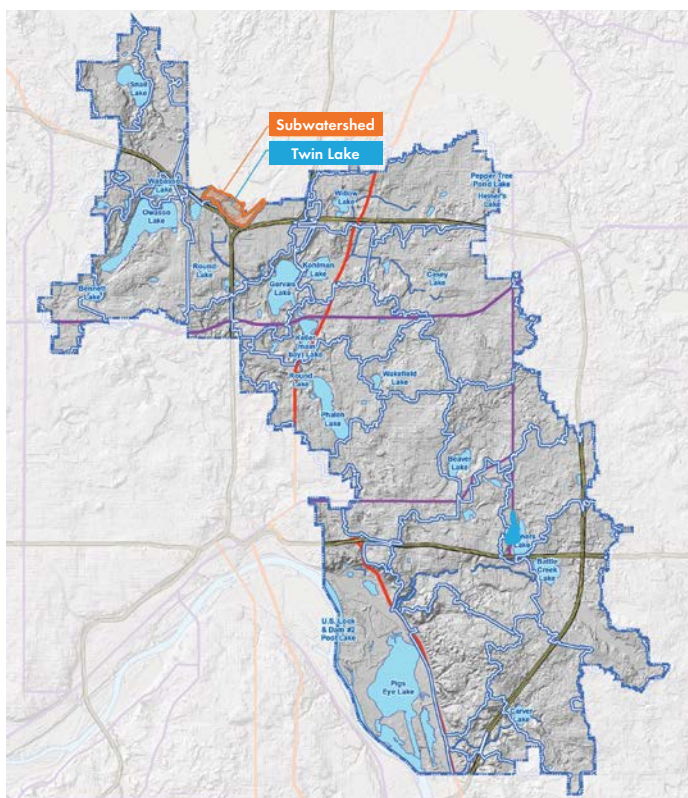 Snail
Lake
Subwatershed
Twin Lake
Wabasso
Lake
Owasso
Lake
Willow
Lake
Pepper Tree
Pond Lake
Lake
Bennett
Lake
Round
Lake
Kohlman
Lake
Gervais
Lake
Casey
Lake
Lake
Round
Lake
Wakefield
Lake
Phalen
Lake
Beaver
Lake
Lake
Battle
Creek
Lake
U.S. Lock
& Dam #2
Pool Lake
Pigs
Eye Lake
Carver
Lake